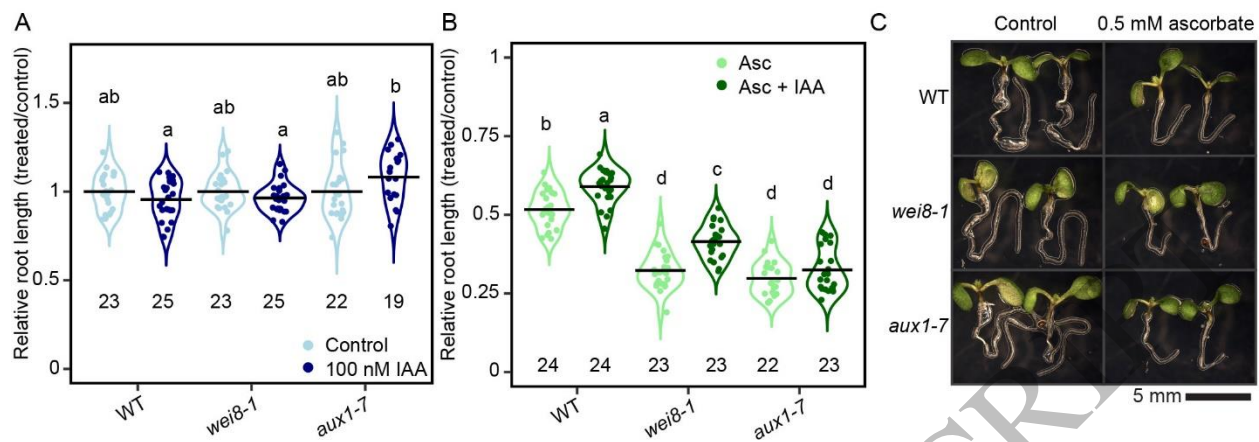 A
Relative root length (treated/control)
1.5
1
0.5
0
ab
a
ab
a
ab
b
23
25
23
25
22
19
Control
100 nM IAA
WT
wei8-1
aux1-7
B
Relative root length (treated/control)
1
0.75
0.5
0.25
0
Asc
Asc + IAA
b
a
d
c
d
d
24
24
23
23
22
23
WT
wei8-1
aux1-7
C
Control
0.5 mM ascorbate
WT
wei8-1
aux1-7
5 mm